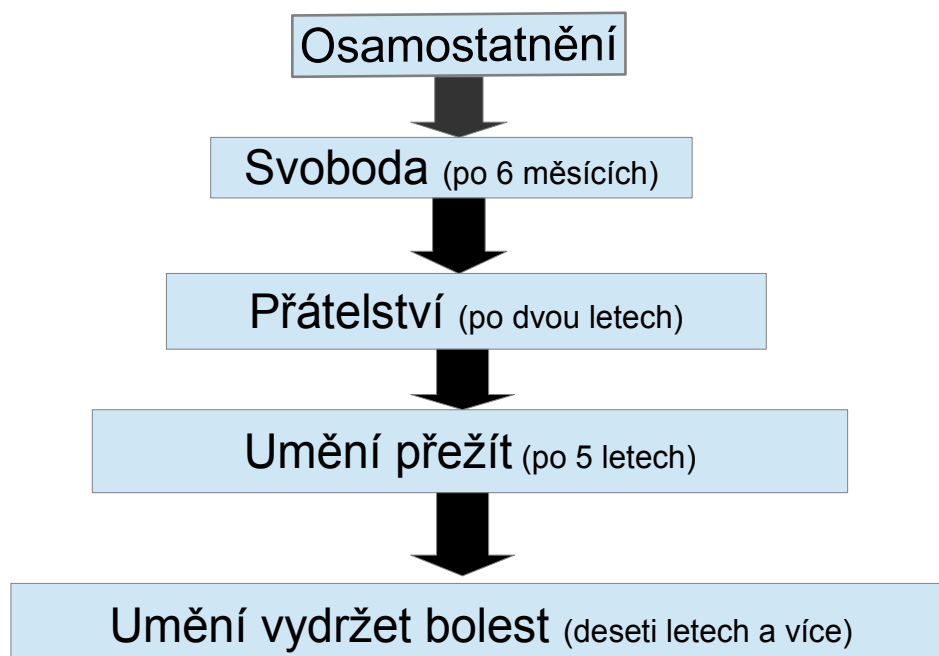 Osamostatnění
Svoboda (po 6 měsících)
Přátelství (po dvou letech)
Umění přežít (po 5 letech)
Umění vydržet bolest (deseti letech a více)